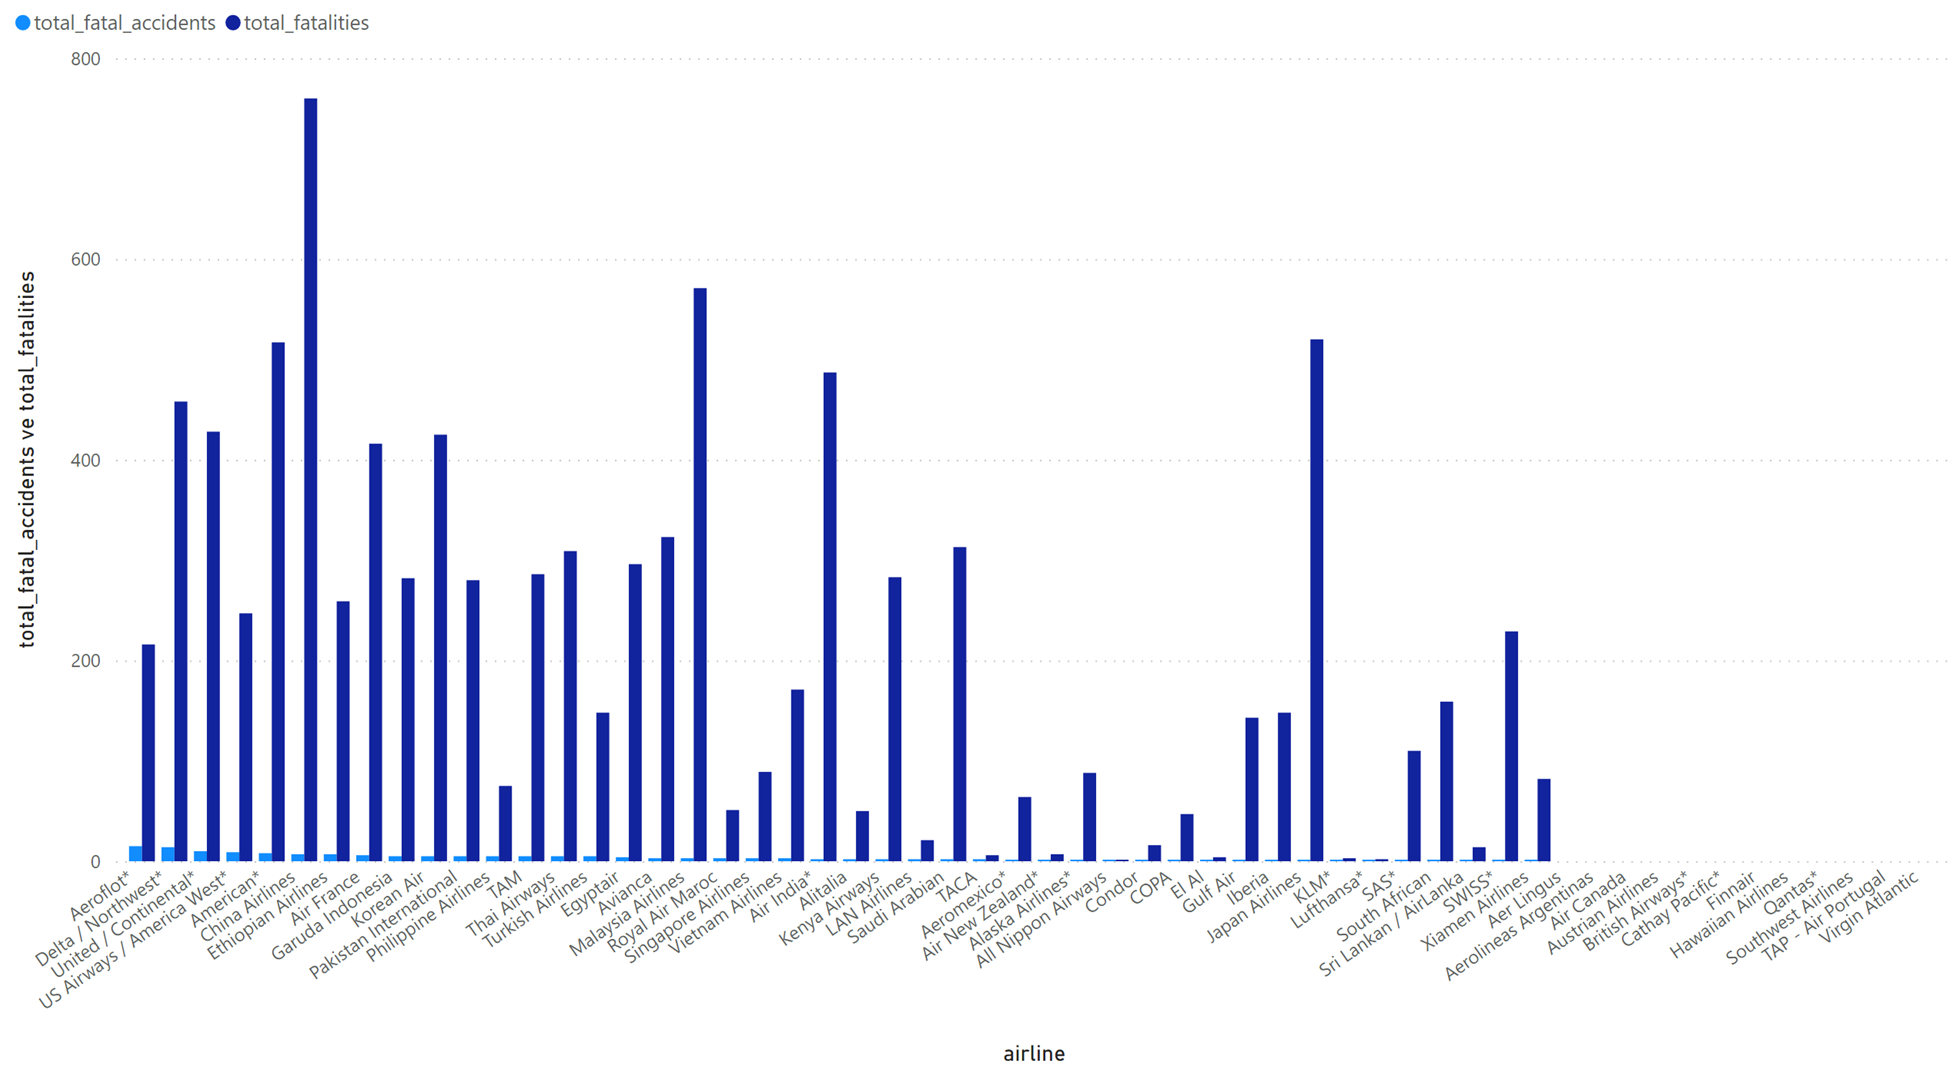 total_fatal_accidents total_fatalities
800
600
400
200
0
total_fatal_accidents ve total_fatalities
Aeroflot*
Delta / Northwest*
United / Continental*
US Airways / America West*
American*
China Airlines
Ethiopian Airlines
Air France
Garuda Indonesia
Korean Air
Pakistan International
Philippine Airlines
TAM
Thai Airways
Turkish Airlines
Egyptair
Avianca
Malaysia Airlines
Royal Air Maroc
Singapore Airlines
Vietnam Airlines
Air India*
Alitalia
Kenya Airways
LAN Airlines
Saudi Arabian
TACA
Aeromexico*
Air New Zealand*
Alaska Airlines*
All Nippon Airways
Condor
COPA
El Al
Gulf Air
Iberia
Japan Airlines
KLM*
Lufthansa*
SAS*
South African
Sri Lankan / AirLanka
SWISS*
Xiamen Airlines
Aer Lingus
Aerolineas Argentinas
Air Canada
Austrian Airlines
British Airways*
Cathay Pacific*
Finnair
Hawaiian Airlines
Qantas*
Southwest Airlines
TAP - Air Portugal
Virgin Atlantic
airline